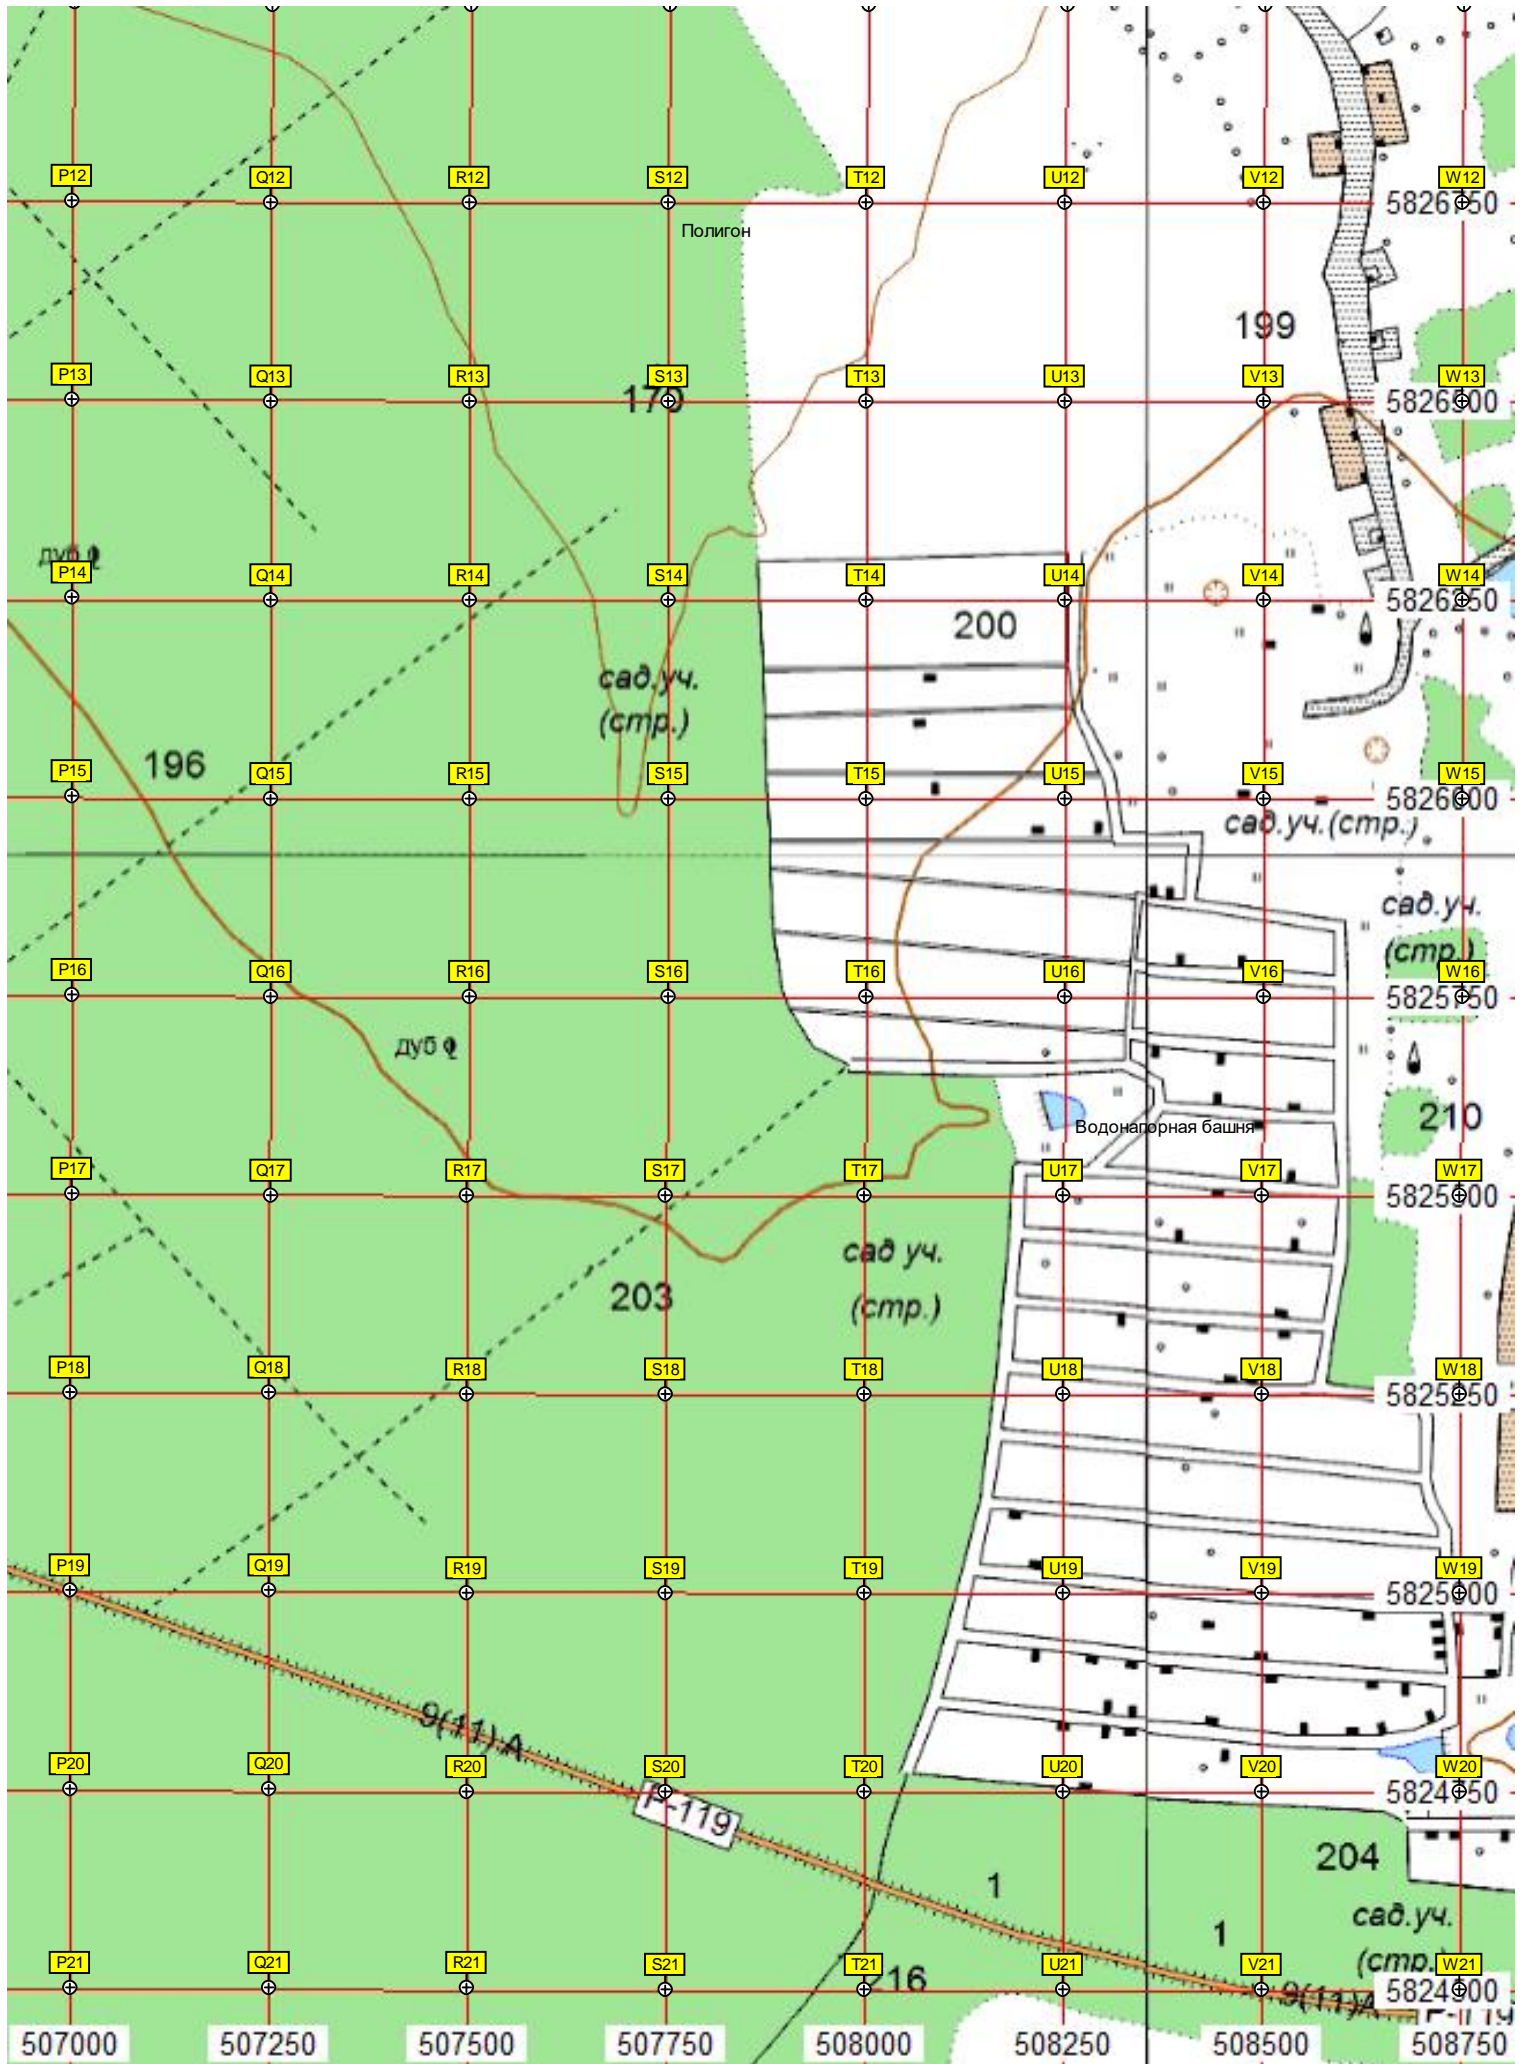 P12 Q12 R12 S12 T12 U12 V12 W12
5826750
Полигон
199
P13 Q13 R13 S13 T13 U13 V13 W13
179
5826500
дуб
P14 Q14 R14 S14 T14 U14 V14 W14
5826250
200
сад.уч.
(стр.)
196
P15 Q15 R15 S15 T15 U15 V15 W15
5826000
сад.уч.(стр.)
сад.уч.
(стр.)
P16 Q16 R16 S16 T16 U16 V16 W16
5825750
дуб
210
Водонапорная башня
P17 Q17 R17 S17 T17 U17 V17 W17
5825500
сад уч.
(стр.)
203
P18 Q18 R18 S18 T18 U18 V18 W18
5825250
P19 Q19 R19 S19 T19 U19 V19 W19
5825000
9(11)А
P20 Q20 R20 S20 T20 U20 V20 W20
5824750
Р-119
204
1
сад.уч.
1
(стр.)
P21 Q21 R21 S21 T21 U21 V21 W21
216
5824500
9(11)А
Р-119
507000 507250 507500 507750 508000 508250 508500 508750